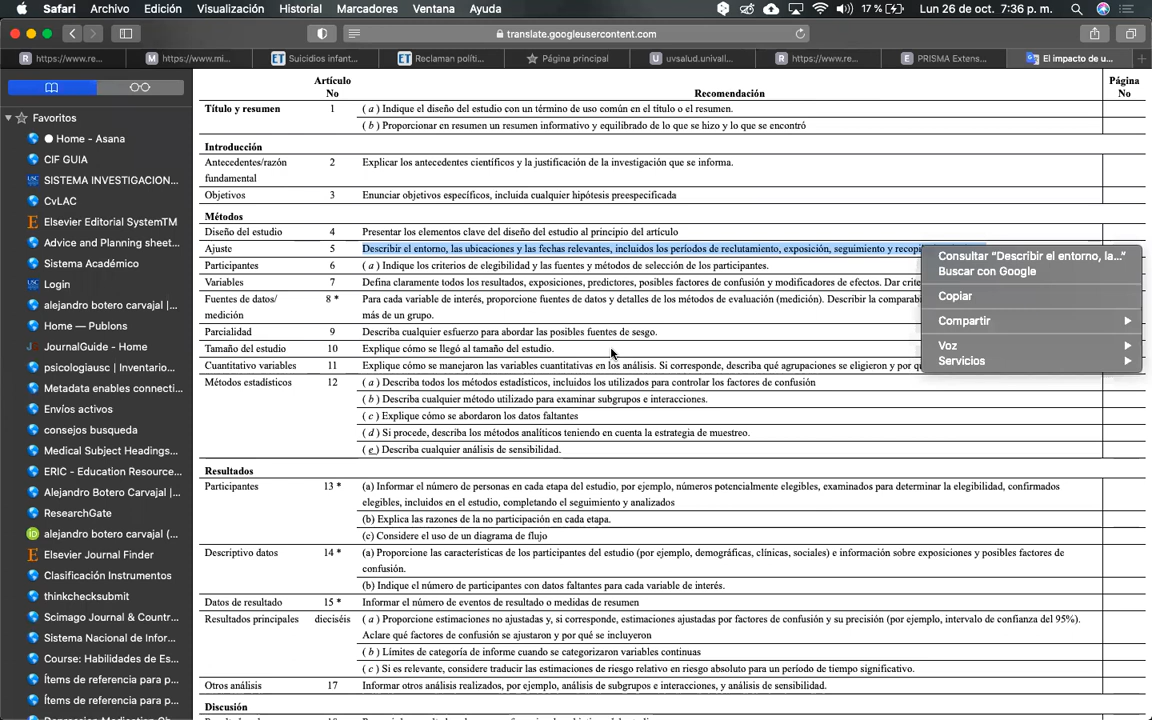 Safari Archivo Edición Visualización Historial Marcadores Ventana Ayuda 17 % Lun 26 de oct. 7:36 p. m.
translate.googleusercontent.com
https://www.re... https://www.mi... Suicidios infant... Reclaman políti... Página principal uvsalud.univall... https://www.re... PRISMA Extens... El impacto de u...
Favoritos
Home - Asana
CIF GUIA
SISTEMA INVESTIGACION...
CvLAC
Elsevier Editorial SystemTM
Advice and Planning sheet...
Sistema Académico
Login
alejandro botero carvajal |...
Home — Publons
JournalGuide - Home
psicologiausc | Inventario...
Metadata enables connecti...
Envíos activos
consejos busqueda
Medical Subject Headings...
ERIC - Education Resource...
Alejandro Botero Carvajal |...
ResearchGate
alejandro botero carvajal (...
Elsevier Journal Finder
Clasificación Instrumentos
thinkchecksubmit
Scimago Journal & Countr...
Sistema Nacional de Infor...
Course: Habilidades de Es...
Ítems de referencia para p...
Ítems de referencia para p...
Artículo Página
No Recomendación No
Título y resumen 1 ( a ) Indique el diseño del estudio con un término de uso común en el título o el resumen.
( b ) Proporcionar en resumen un resumen informativo y equilibrado de lo que se hizo y lo que se encontró
Introducción
Antecedentes/razón 2 Explicar los antecedentes científicos y la justificación de la investigación que se informa.
fundamental
Objetivos 3 Enunciar objetivos específicos, incluida cualquier hipótesis preespecificada
Métodos
Diseño del estudio 4 Presentar los elementos clave del diseño del estudio al principio del artículo
Ajuste 5 Describir el entorno, las ubicaciones y las fechas relevantes, incluidos los períodos de reclutamiento, exposición, seguimiento y recopi
Participantes 6 ( a ) Indique los criterios de elegibilidad y las fuentes y métodos de selección de los participantes.
Variables 7 Defina claramente todos los resultados, exposiciones, predictores, posibles factores de confusión y modificadores de efectos. Dar crite
Fuentes de datos/ 8 * Para cada variable de interés, proporcione fuentes de datos y detalles de los métodos de evaluación (medición). Describir la comparabi
medición más de un grupo.
Parcialidad 9 Describa cualquier esfuerzo para abordar las posibles fuentes de sesgo.
Tamaño del estudio 10 Explique cómo se llegó al tamaño del estudio.
Cuantitativo variables 11 Explique cómo se manejaron las variables cuantitativas en los análisis. Si corresponde, describa qué agrupaciones se eligieron y por qu
Métodos estadísticos 12 ( a ) Describa todos los métodos estadísticos, incluidos los utilizados para controlar los factores de confusión
( b ) Describa cualquier método utilizado para examinar subgrupos e interacciones.
( c ) Explique cómo se abordaron los datos faltantes
( d ) Si procede, describa los métodos analíticos teniendo en cuenta la estrategia de muestreo.
( e ) Describa cualquier análisis de sensibilidad.
Resultados
Participantes 13 * (a) Informar el número de personas en cada etapa del estudio, por ejemplo, números potencialmente elegibles, examinados para determinar la elegibilidad, confirmados
elegibles, incluidos en el estudio, completando el seguimiento y analizados
(b) Explica las razones de la no participación en cada etapa.
(c) Considere el uso de un diagrama de flujo
Descriptivo datos 14 * (a) Proporcione las características de los participantes del estudio (por ejemplo, demográficas, clínicas, sociales) e información sobre exposiciones y posibles factores de
confusión.
(b) Indique el número de participantes con datos faltantes para cada variable de interés.
Datos de resultado 15 * Informar el número de eventos de resultado o medidas de resumen
Resultados principales dieciséis ( a ) Proporcione estimaciones no ajustadas y, si corresponde, estimaciones ajustadas por factores de confusión y su precisión (por ejemplo, intervalo de confianza del 95%).
Aclare qué factores de confusión se ajustaron y por qué se incluyeron
( b ) Límites de categoría de informe cuando se categorizaron variables continuas
( c ) Si es relevante, considere traducir las estimaciones de riesgo relativo en riesgo absoluto para un período de tiempo significativo.
Otros análisis 17 Informar otros análisis realizados, por ejemplo, análisis de subgrupos e interacciones, y análisis de sensibilidad.
Discusión
Consultar “Describir el entorno, la...”
Buscar con Google
Copiar
Compartir
Voz
Servicios